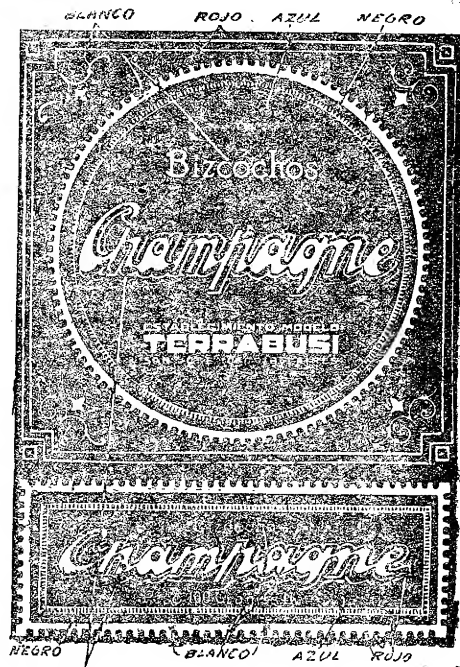 BLANCO ROJO AZUL NEGRO
Bizcochos
Champagne
ESTABLECIMIENTO MODELO
TERRABUSI
Champagne
NEGRO BLANCO AZUL ROJO